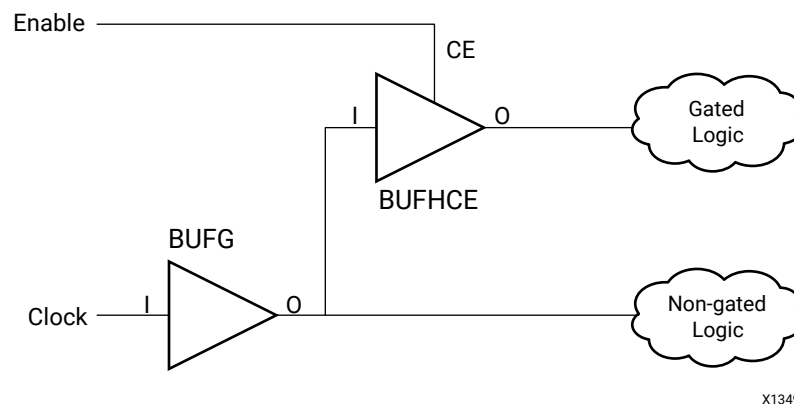 Enable
CE
I
O
Gated
Logic
BUFHCE
BUFG
I
O
Clock
Non-gated
Logic